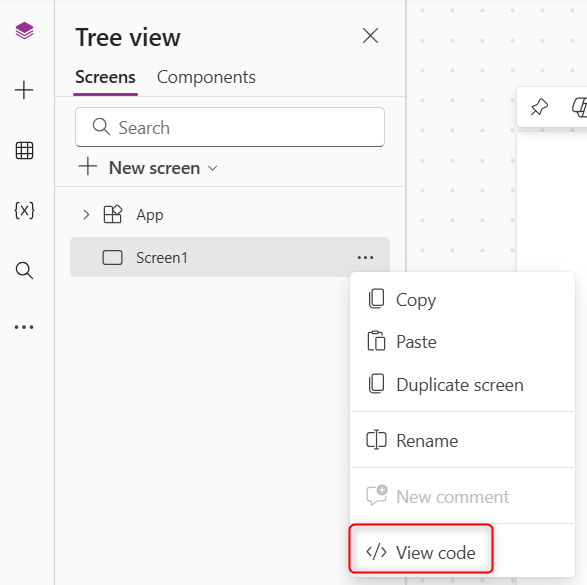 Tree view
Screens Components
Search
New screen
App
Screen1
Copy
Paste
Duplicate screen
Rename
New comment
View code